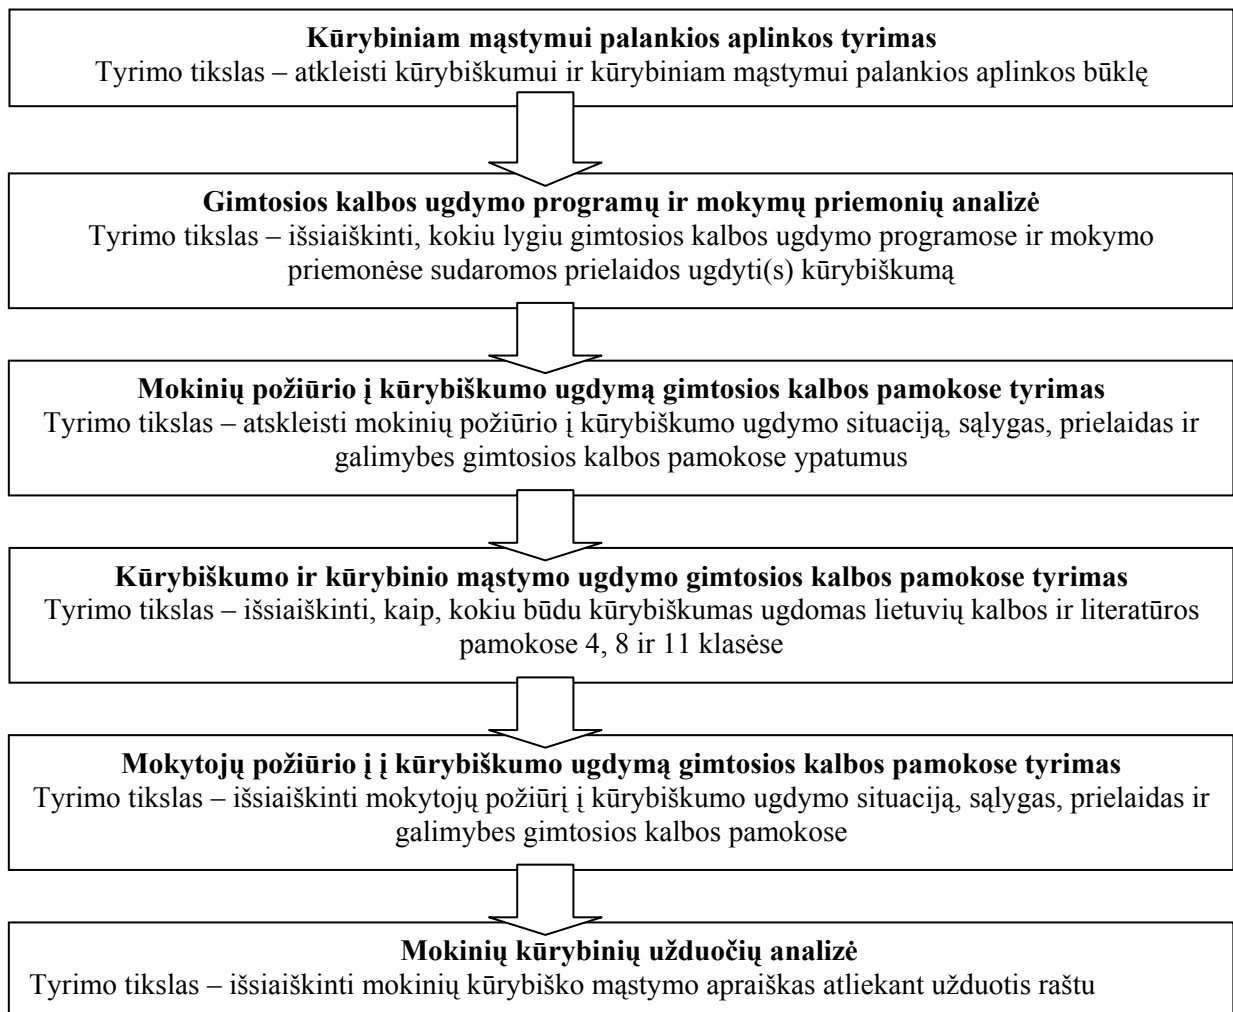 Kūrybiniam mąstymui palankios aplinkos tyrimas
Tyrimo tikslas – atkleisti kūrybiškumui ir kūrybiniam mąstymui palankios aplinkos būklę
Gimtosios kalbos ugdymo programų ir mokymų priemonių analizė
Tyrimo tikslas – išsiaiškinti, kokiu lygiu gimtosios kalbos ugdymo programose ir mokymo
priemonėse sudaromos prielaidos ugdyti(s) kūrybiškumą
Mokinių požiūrio į kūrybiškumo ugdymą gimtosios kalbos pamokose tyrimas
Tyrimo tikslas – atskleisti mokinių požiūrio į kūrybiškumo ugdymo situaciją, sąlygas, prielaidas ir
galimybes gimtosios kalbos pamokose ypatumus
Kūrybiškumo ir kūrybinio mąstymo ugdymo gimtosios kalbos pamokose tyrimas
Tyrimo tikslas – išsiaiškinti, kaip, kokiu būdu kūrybiškumas ugdomas lietuvių kalbos ir literatūros
pamokose 4, 8 ir 11 klasėse
Mokytojų požiūrio į į kūrybiškumo ugdymą gimtosios kalbos pamokose tyrimas
Tyrimo tikslas – išsiaiškinti mokytojų požiūrį į kūrybiškumo ugdymo situaciją, sąlygas, prielaidas ir
galimybes gimtosios kalbos pamokose
Mokinių kūrybinių užduočių analizė
Tyrimo tikslas – išsiaiškinti mokinių kūrybiško mąstymo apraiškas atliekant užduotis raštu